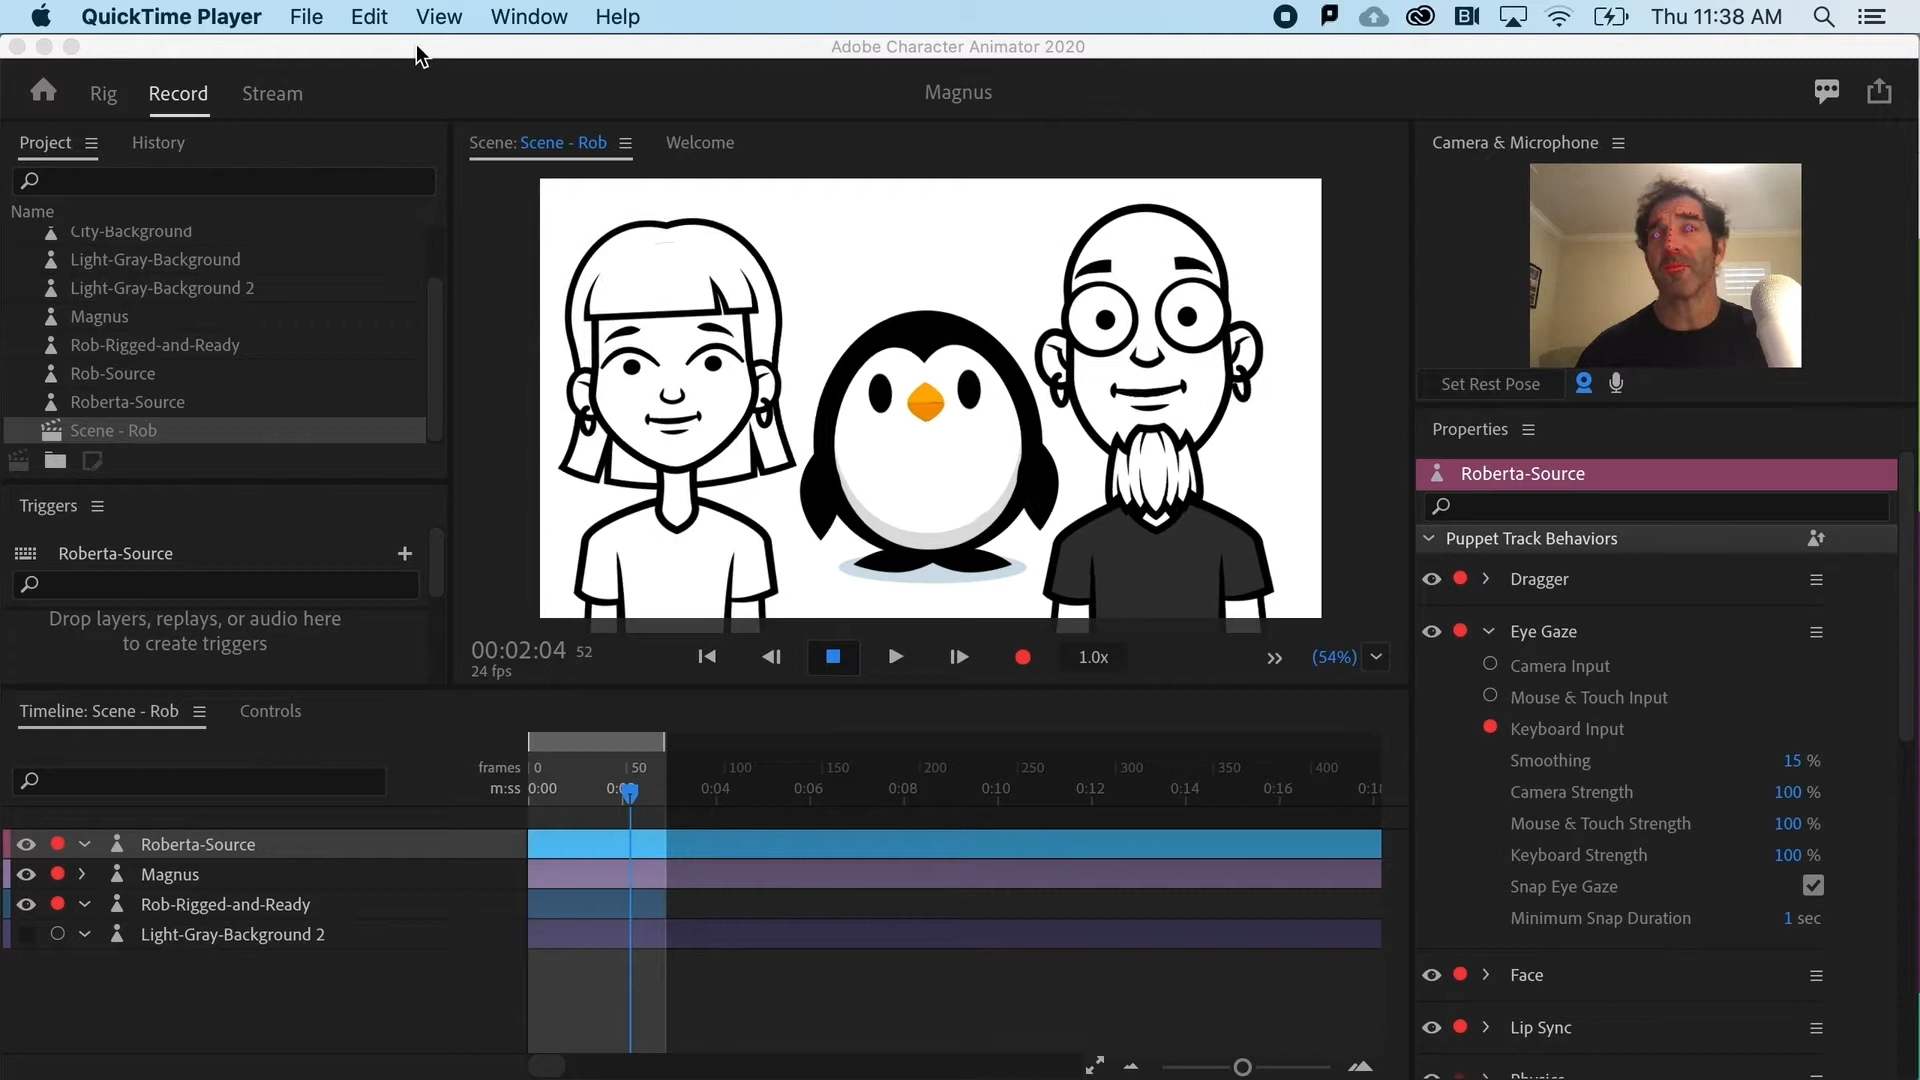 QuickTime Player File Edit View Window Help Thu 11:38 AM
Adobe Character Animator 2020
Rig Record Stream Magnus
Project History
Name
City-Background
Light-Gray-Background
Light-Gray-Background 2
Magnus
Rob-Rigged-and-Ready
Rob-Source
Roberta-Source
Scene - Rob
Triggers
Roberta-Source
Drop layers, replays, or audio here
to create triggers
Scene: Scene - Rob Welcome
00:02:04 52
24 fps
1.0x
(54%)
Camera & Microphone
Set Rest Pose
Properties
Roberta-Source
Puppet Track Behaviors
Dragger
Eye Gaze
Camera Input
Mouse & Touch Input
Keyboard Input
Smoothing 15 %
Camera Strength 100 %
Mouse & Touch Strength 100 %
Keyboard Strength 100 %
Snap Eye Gaze
Minimum Snap Duration 1 sec
Face
Lip Sync
Timeline: Scene - Rob Controls
frames 0 50 100 150 200 250 300 350 400
m:ss 0:00 0:04 0:06 0:08 0:10 0:12 0:14 0:16
Roberta-Source
Magnus
Rob-Rigged-and-Ready
Light-Gray-Background 2